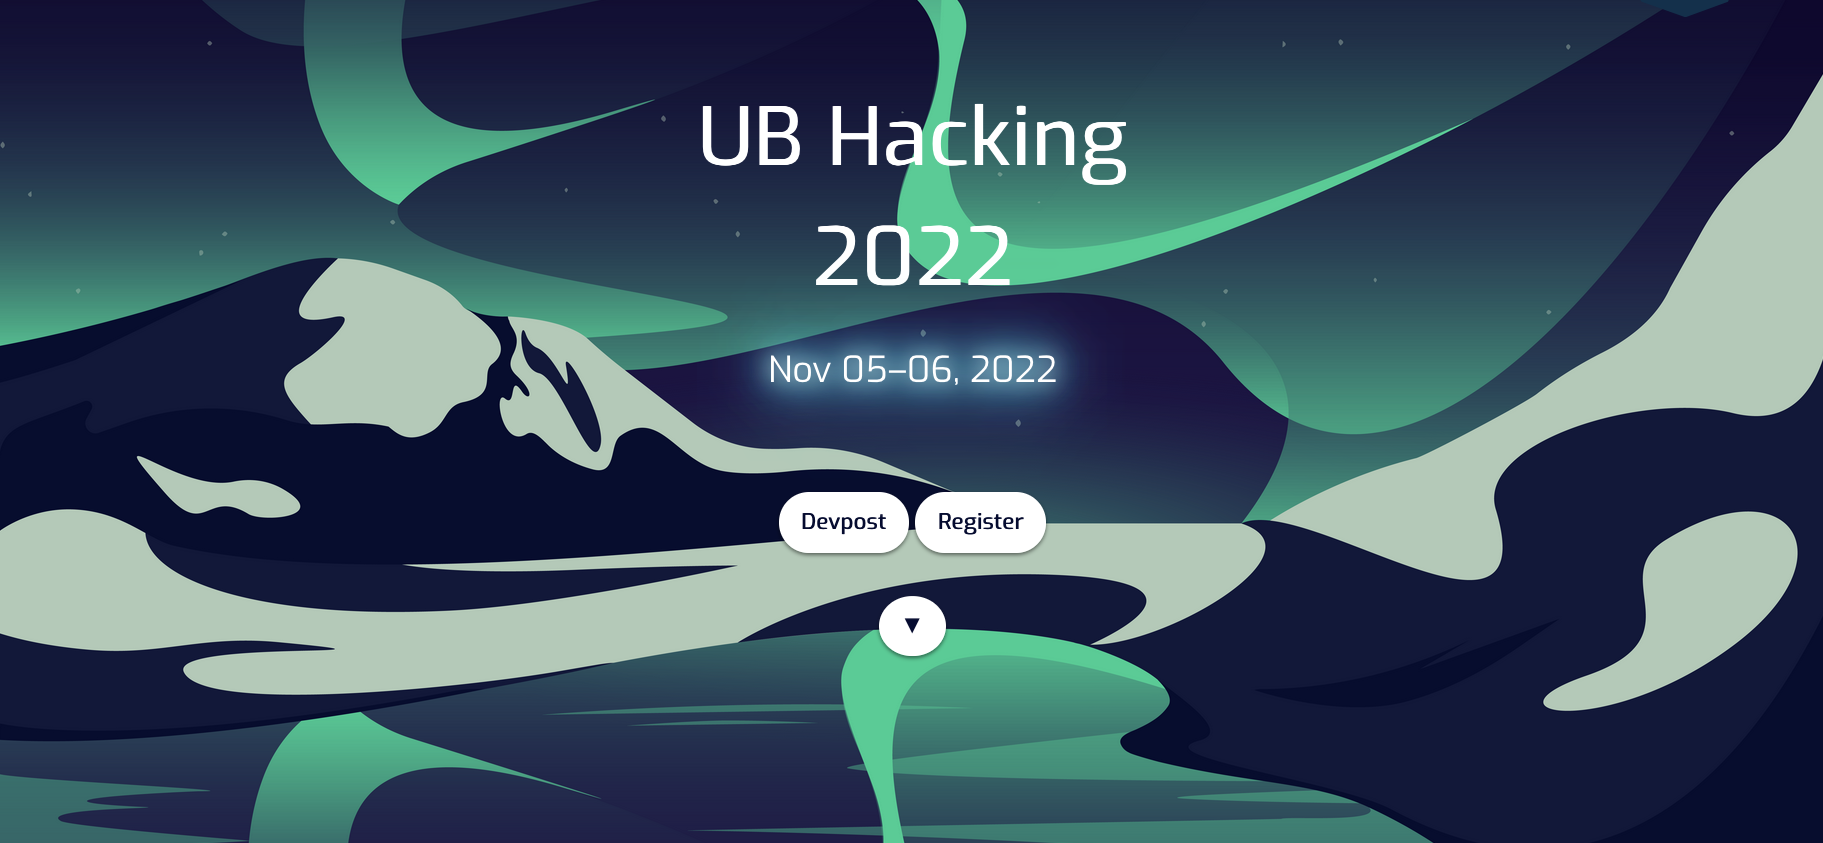 UB Hacking
2022
Nov 05–06, 2022
Devpost Register
▼